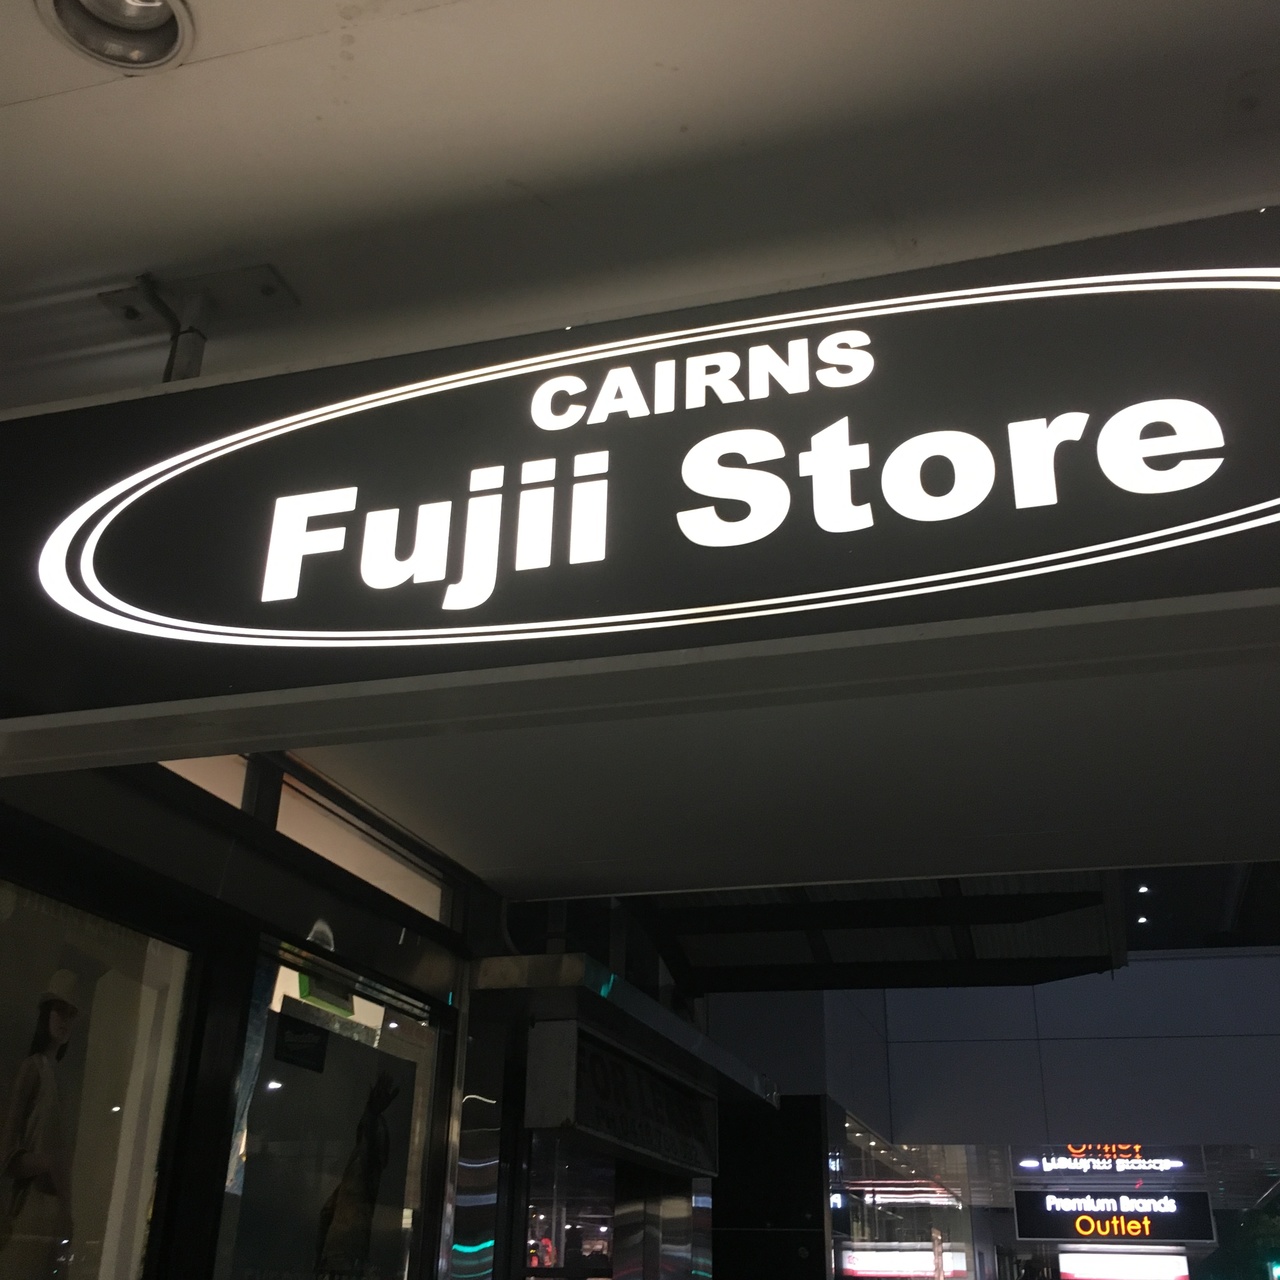 CAIRNS
Fujii Store
Premium Brands
Outlet